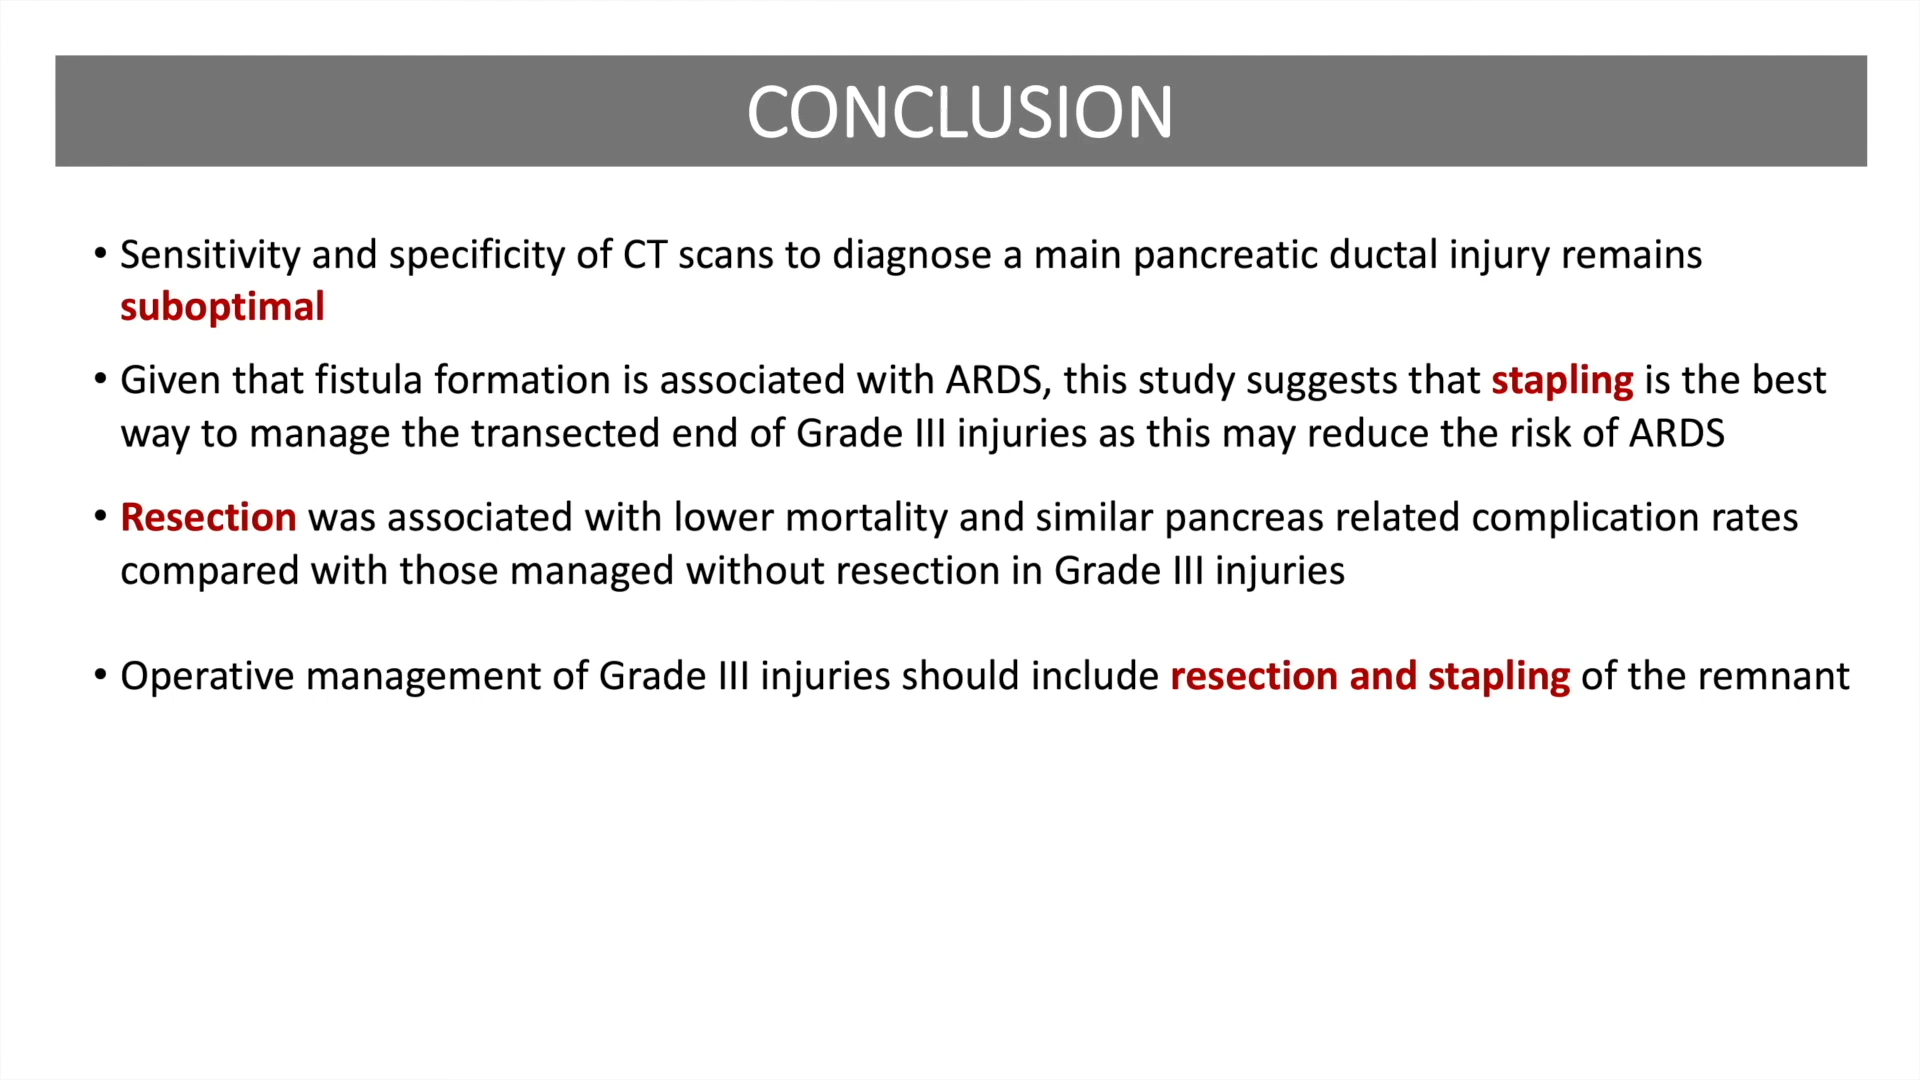 CONCLUSION
• Sensitivity and specificity of CT scans to diagnose a main pancreatic ductal injury remains
suboptimal
• Given that fistula formation is associated with ARDS, this study suggests that stapling is the best
way to manage the transected end of Grade III injuries as this may reduce the risk of ARDS
• Resection was associated with lower mortality and similar pancreas related complication rates
compared with those managed without resection in Grade III injuries
• Operative management of Grade III injuries should include resection and stapling of the remnant